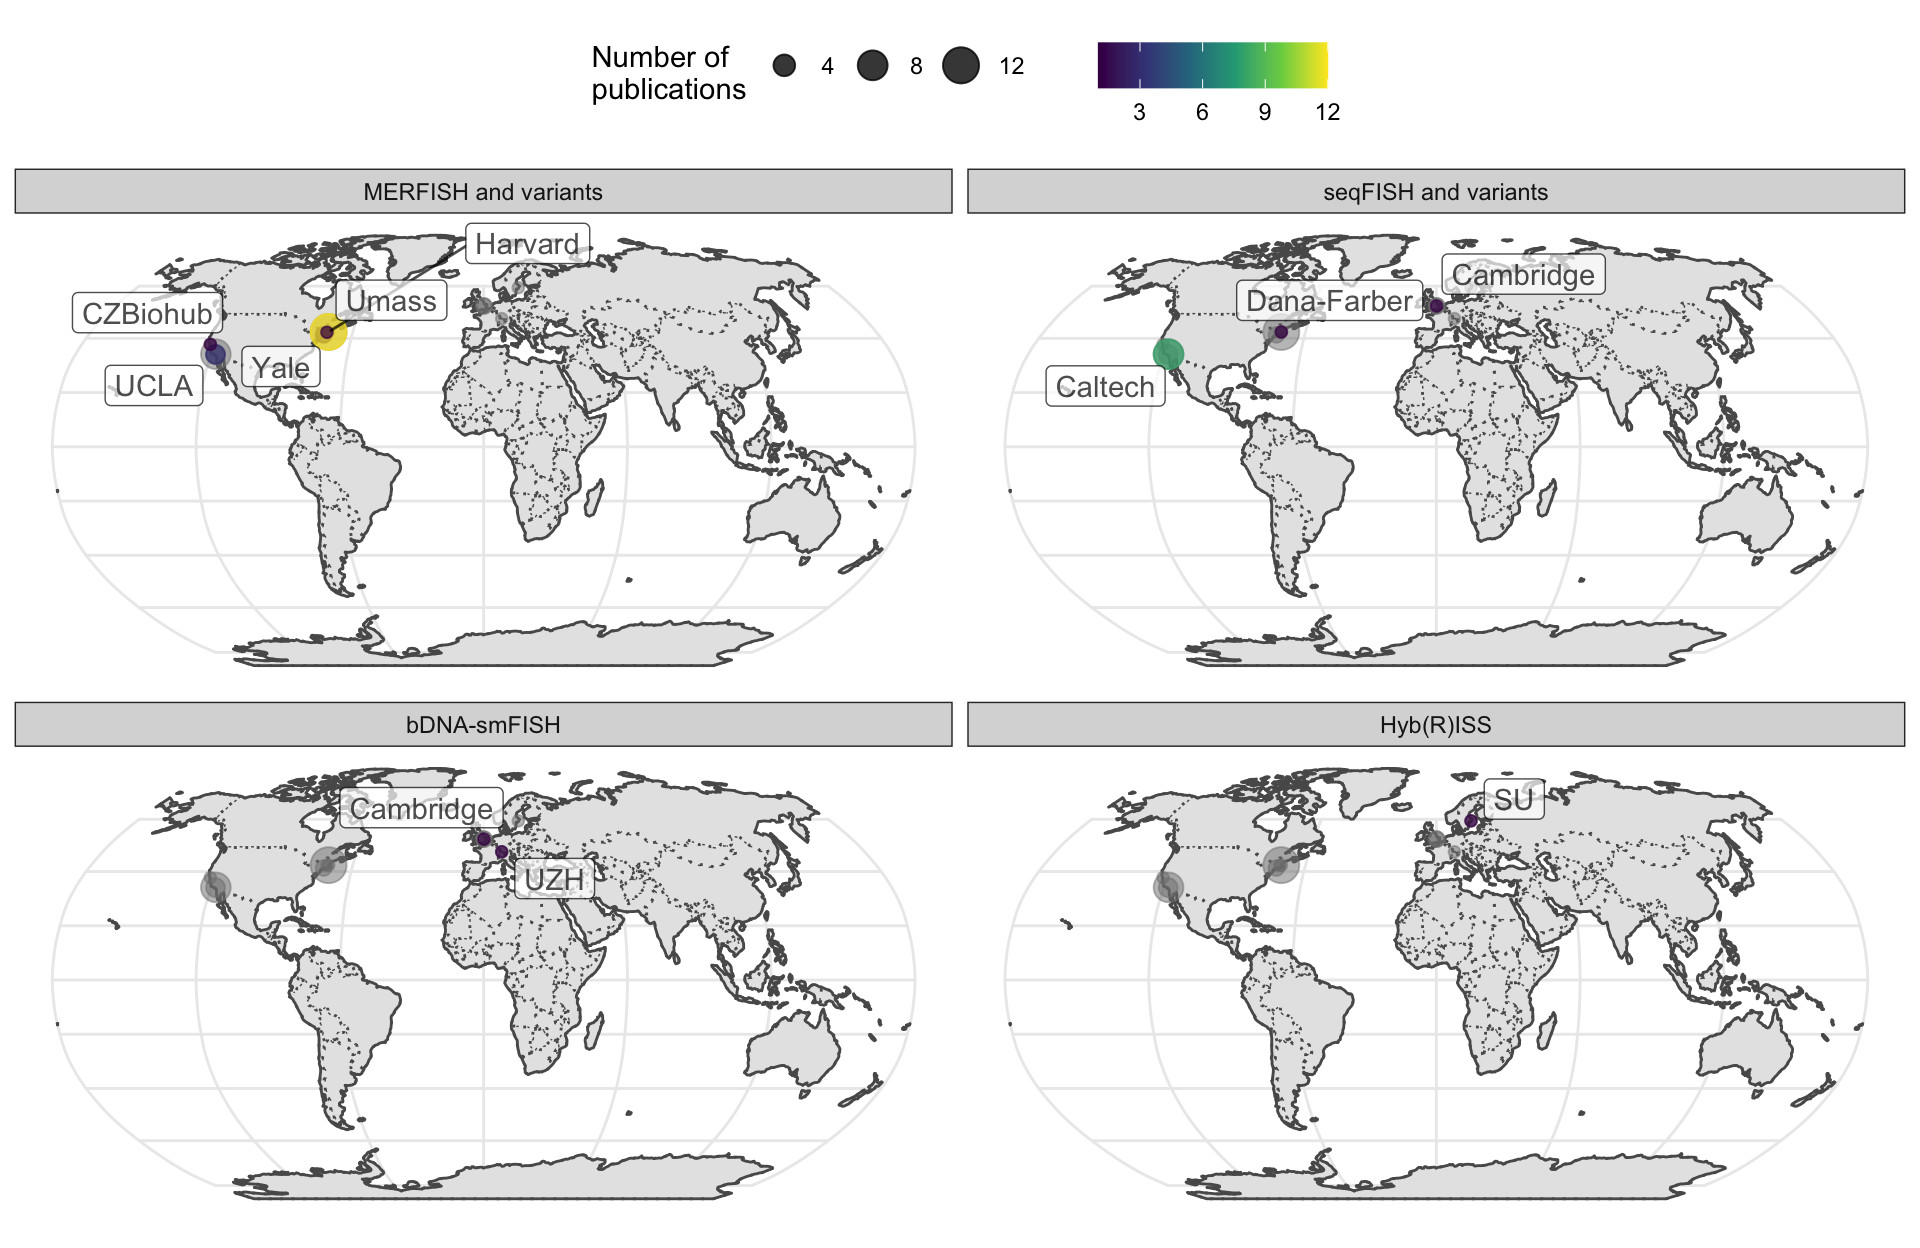 Number of
publications
4
8
12
3
6
9
12
MERFISH and variants
seqFISH and variants
Harvard
Umass
CZBiohub
Yale
UCLA
Cambridge
Dana-Farber
Caltech
bDNA-smFISH
Hyb(R)ISS
Cambridge
UZH
SU